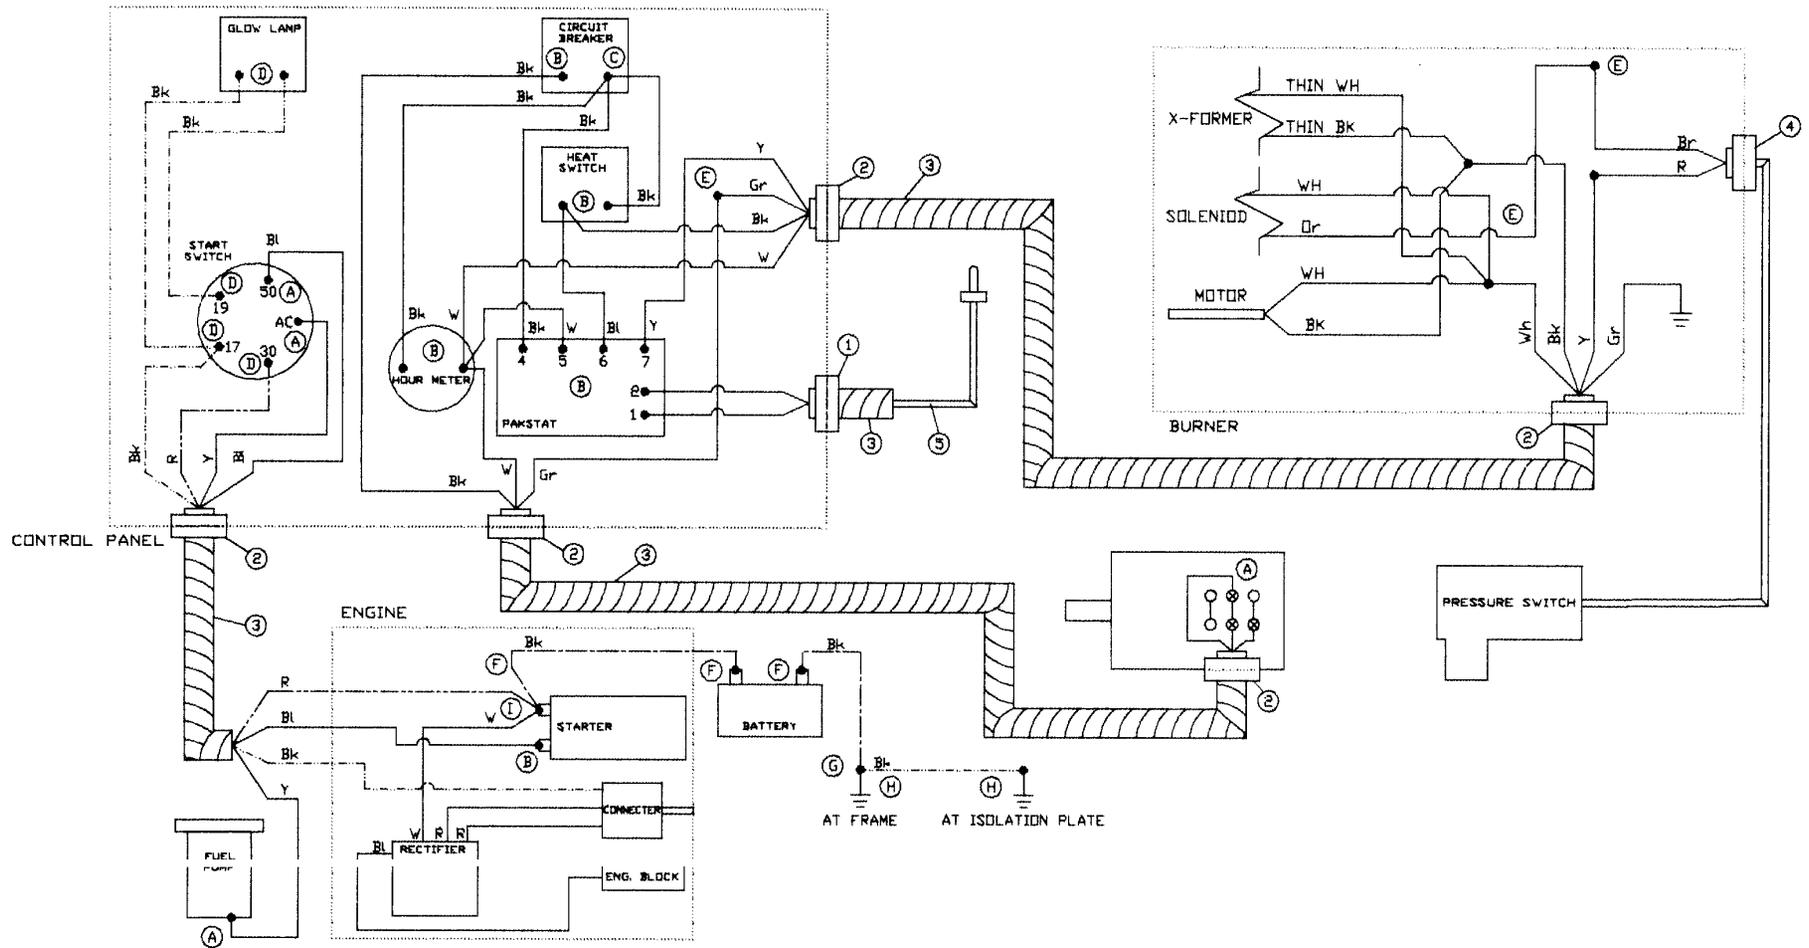 GLOW LAMP
D
Bk
Bk
CIRCUIT
BREAKER
B
C
Bk
Bk
Bk
HEAT
SWITCH
B
Bk
START
SWITCH
Bl
D
50
A
19
AC
D
A
17
30
D
Bk
R
Y
Bl
Bk
W
B
HOUR METER
Bk
W
Bl
Y
4
5
6
7
B
2
1
PAKSTAT
Y
E
Gr
Bk
W
Bk
W
Gr
2
3
1
3
5
CONTROL PANEL
2
2
3
3
X-FORMER
THIN WH
THIN Bk
SOLENIOD
WH
Or
E
E
MOTOR
WH
Bk
Wh
Bk
Y
Gr
Br
R
4
BURNER
2
PRESSURE SWITCH
A
2
ENGINE
R
Bl
Bk
Y
F
Bk
I
W
STARTER
B
F
F
Bk
BATTERY
G
Bk
H
H
AT FRAME
AT ISOLATION PLATE
CONNECTER
W
R
R
Bl
RECTIFIER
ENG. BLOCK
FUEL
PUMP
A